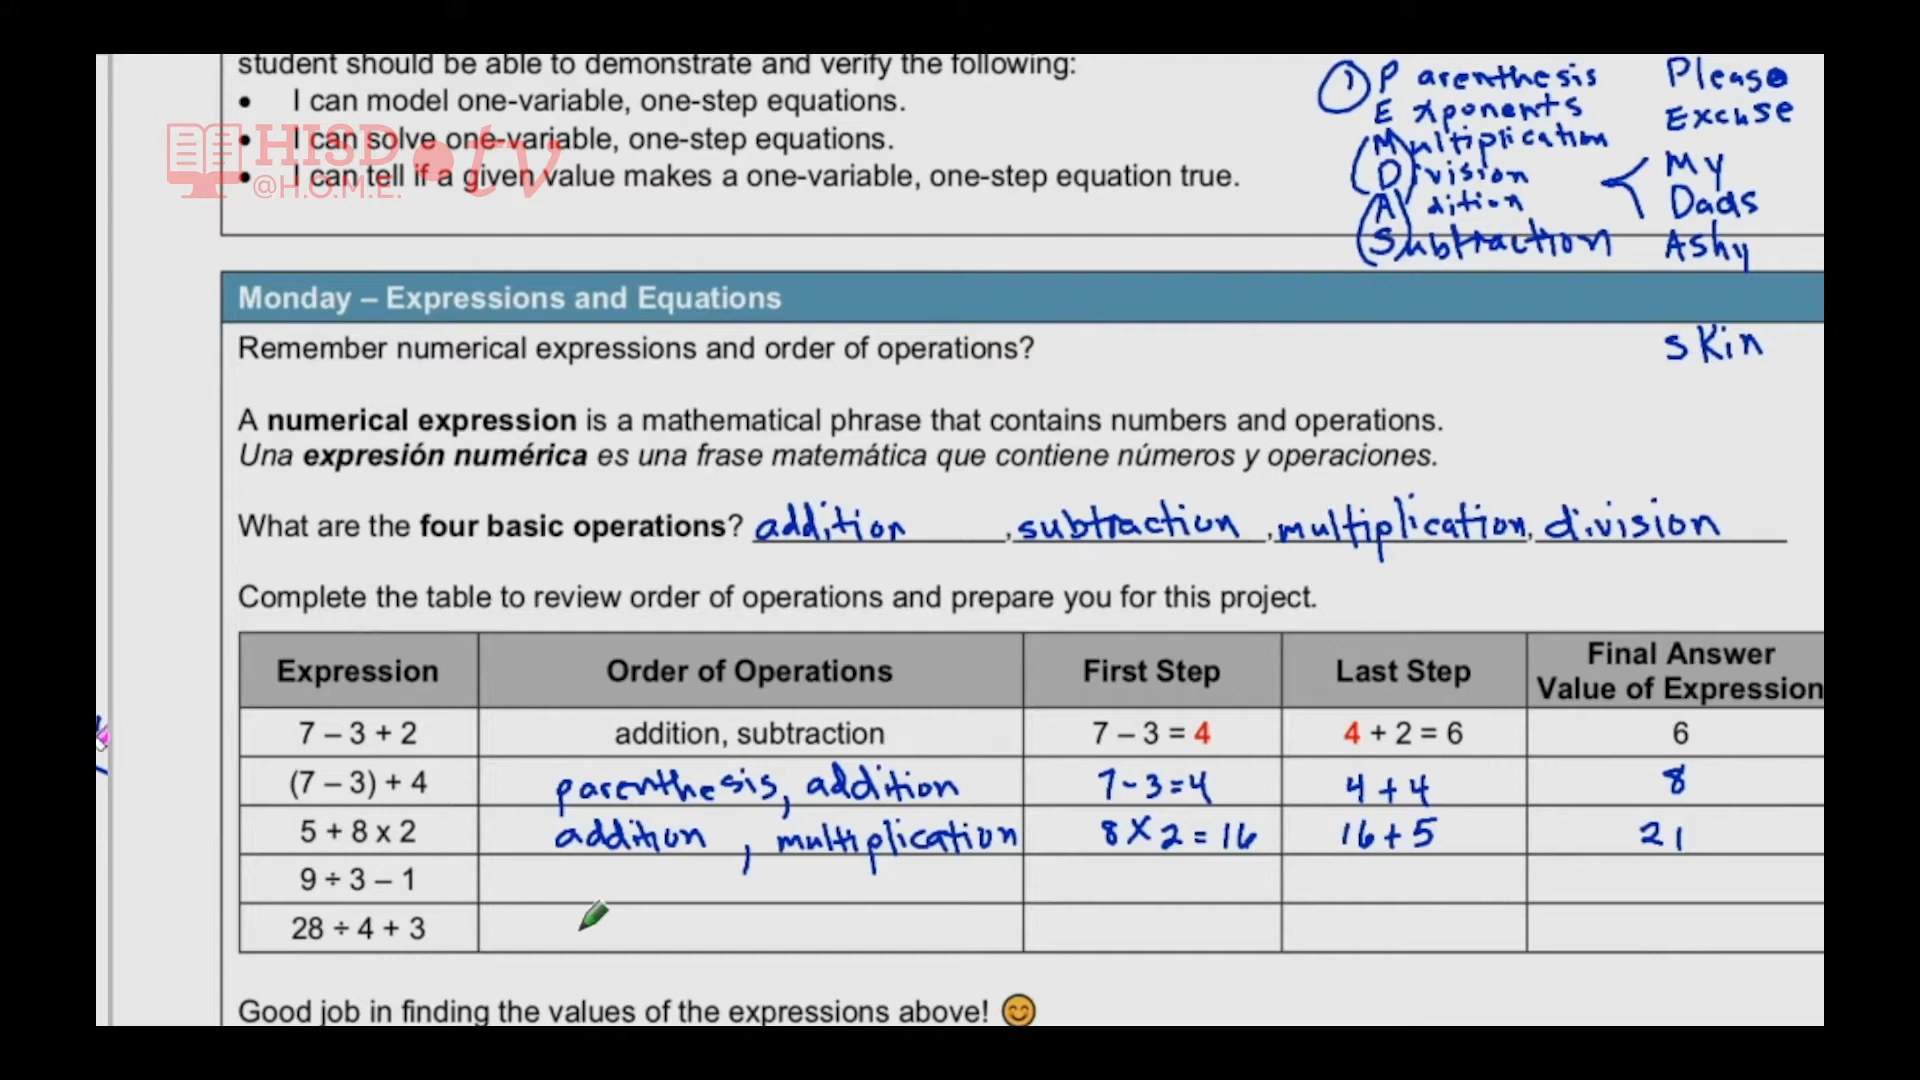 student should be able to demonstrate and verify the following:
• I can model one-variable, one-step equations.
• I can solve one-variable, one-step equations.
• I can tell if a given value makes a one-variable, one-step equation true.
HISD
@H.O.M.E.
tv
1 Parenthesis Please
Exponents Excuse
Multiplication My
Division Dads
Addition Ashy
Subtraction
skin
Monday – Expressions and Equations
Remember numerical expressions and order of operations?
A numerical expression is a mathematical phrase that contains numbers and operations.
Una expresión numérica es una frase matemática que contiene números y operaciones.
What are the four basic operations? addition, subtraction, multiplication, division
Complete the table to review order of operations and prepare you for this project.
Expression Order of Operations First Step Last Step Final Answer
Value of Expression
7 – 3 + 2 addition, subtraction 7 – 3 = 4 4 + 2 = 6 6
(7 – 3) + 4 parenthesis, addition 7-3=4 4+4 8
5 + 8 x 2 addition, multiplication 8 x 2 = 16 16+5 21
9 ÷ 3 – 1
28 ÷ 4 + 3
Good job in finding the values of the expressions above! 😊